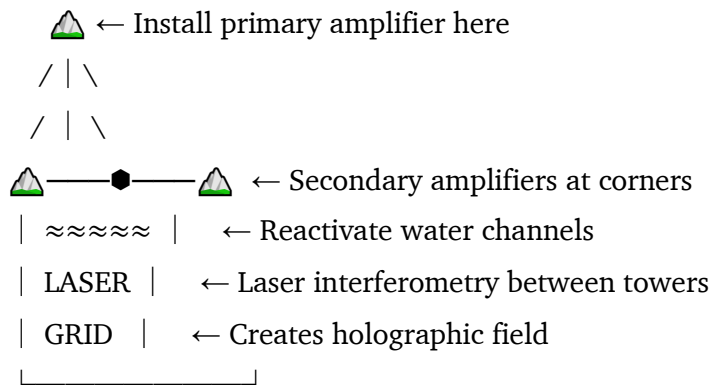 ← Install primary amplifier here
← Secondary amplifiers at corners
≈≈≈≈≈ ← Reactivate water channels
LASER ← Laser interferometry between towers
GRID ← Creates holographic field